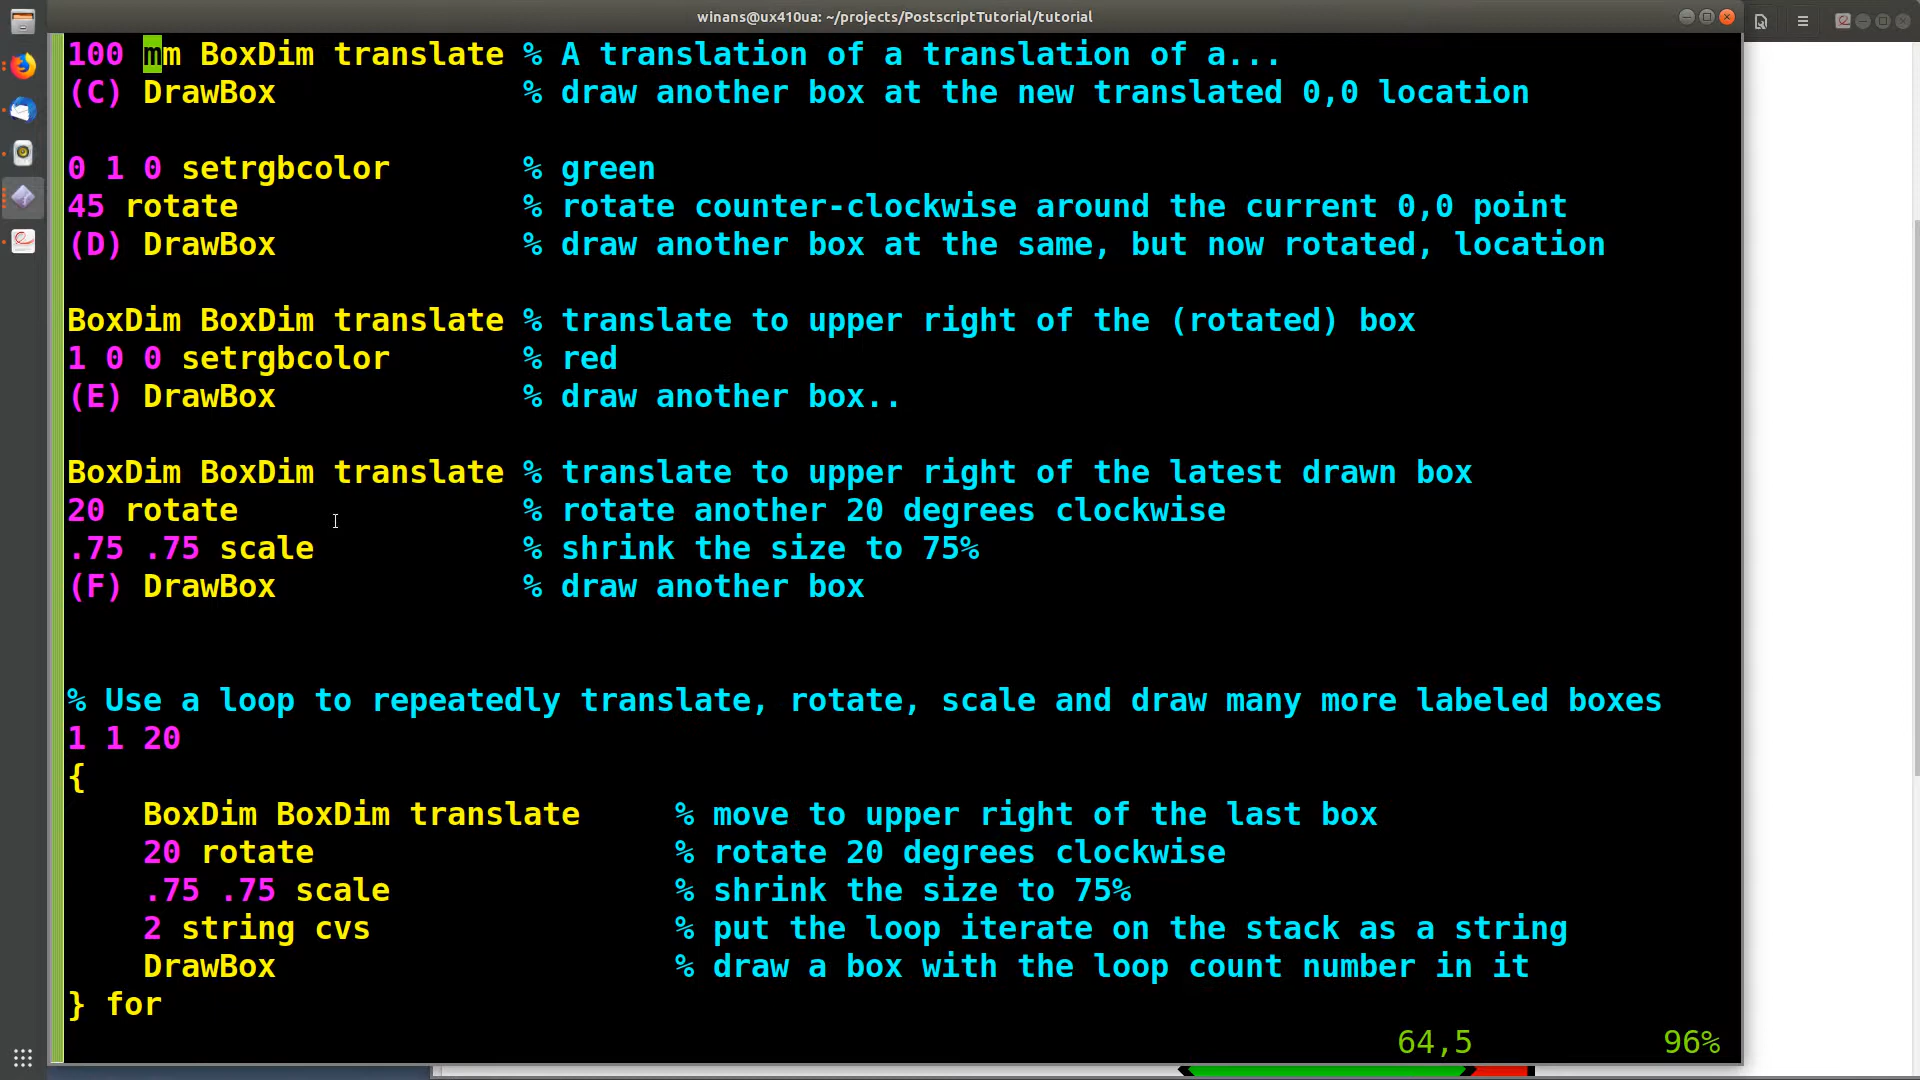 winans@ux410ua: ~/projects/PostscriptTutorial/tutorial
100 mm BoxDim translate % A translation of a translation of a...
(C) DrawBox % draw another box at the new translated 0,0 location
0 1 0 setrgbcolor % green
45 rotate % rotate counter-clockwise around the current 0,0 point
(D) DrawBox % draw another box at the same, but now rotated, location
BoxDim BoxDim translate % translate to upper right of the (rotated) box
1 0 0 setrgbcolor % red
(E) DrawBox % draw another box..
BoxDim BoxDim translate % translate to upper right of the latest drawn box
20 rotate % rotate another 20 degrees clockwise
.75 .75 scale % shrink the size to 75%
(F) DrawBox % draw another box
% Use a loop to repeatedly translate, rotate, scale and draw many more labeled boxes
1 1 20
{
BoxDim BoxDim translate % move to upper right of the last box
20 rotate % rotate 20 degrees clockwise
.75 .75 scale % shrink the size to 75%
2 string cvs % put the loop iterate on the stack as a string
DrawBox % draw a box with the loop count number in it
} for
64,5 96%